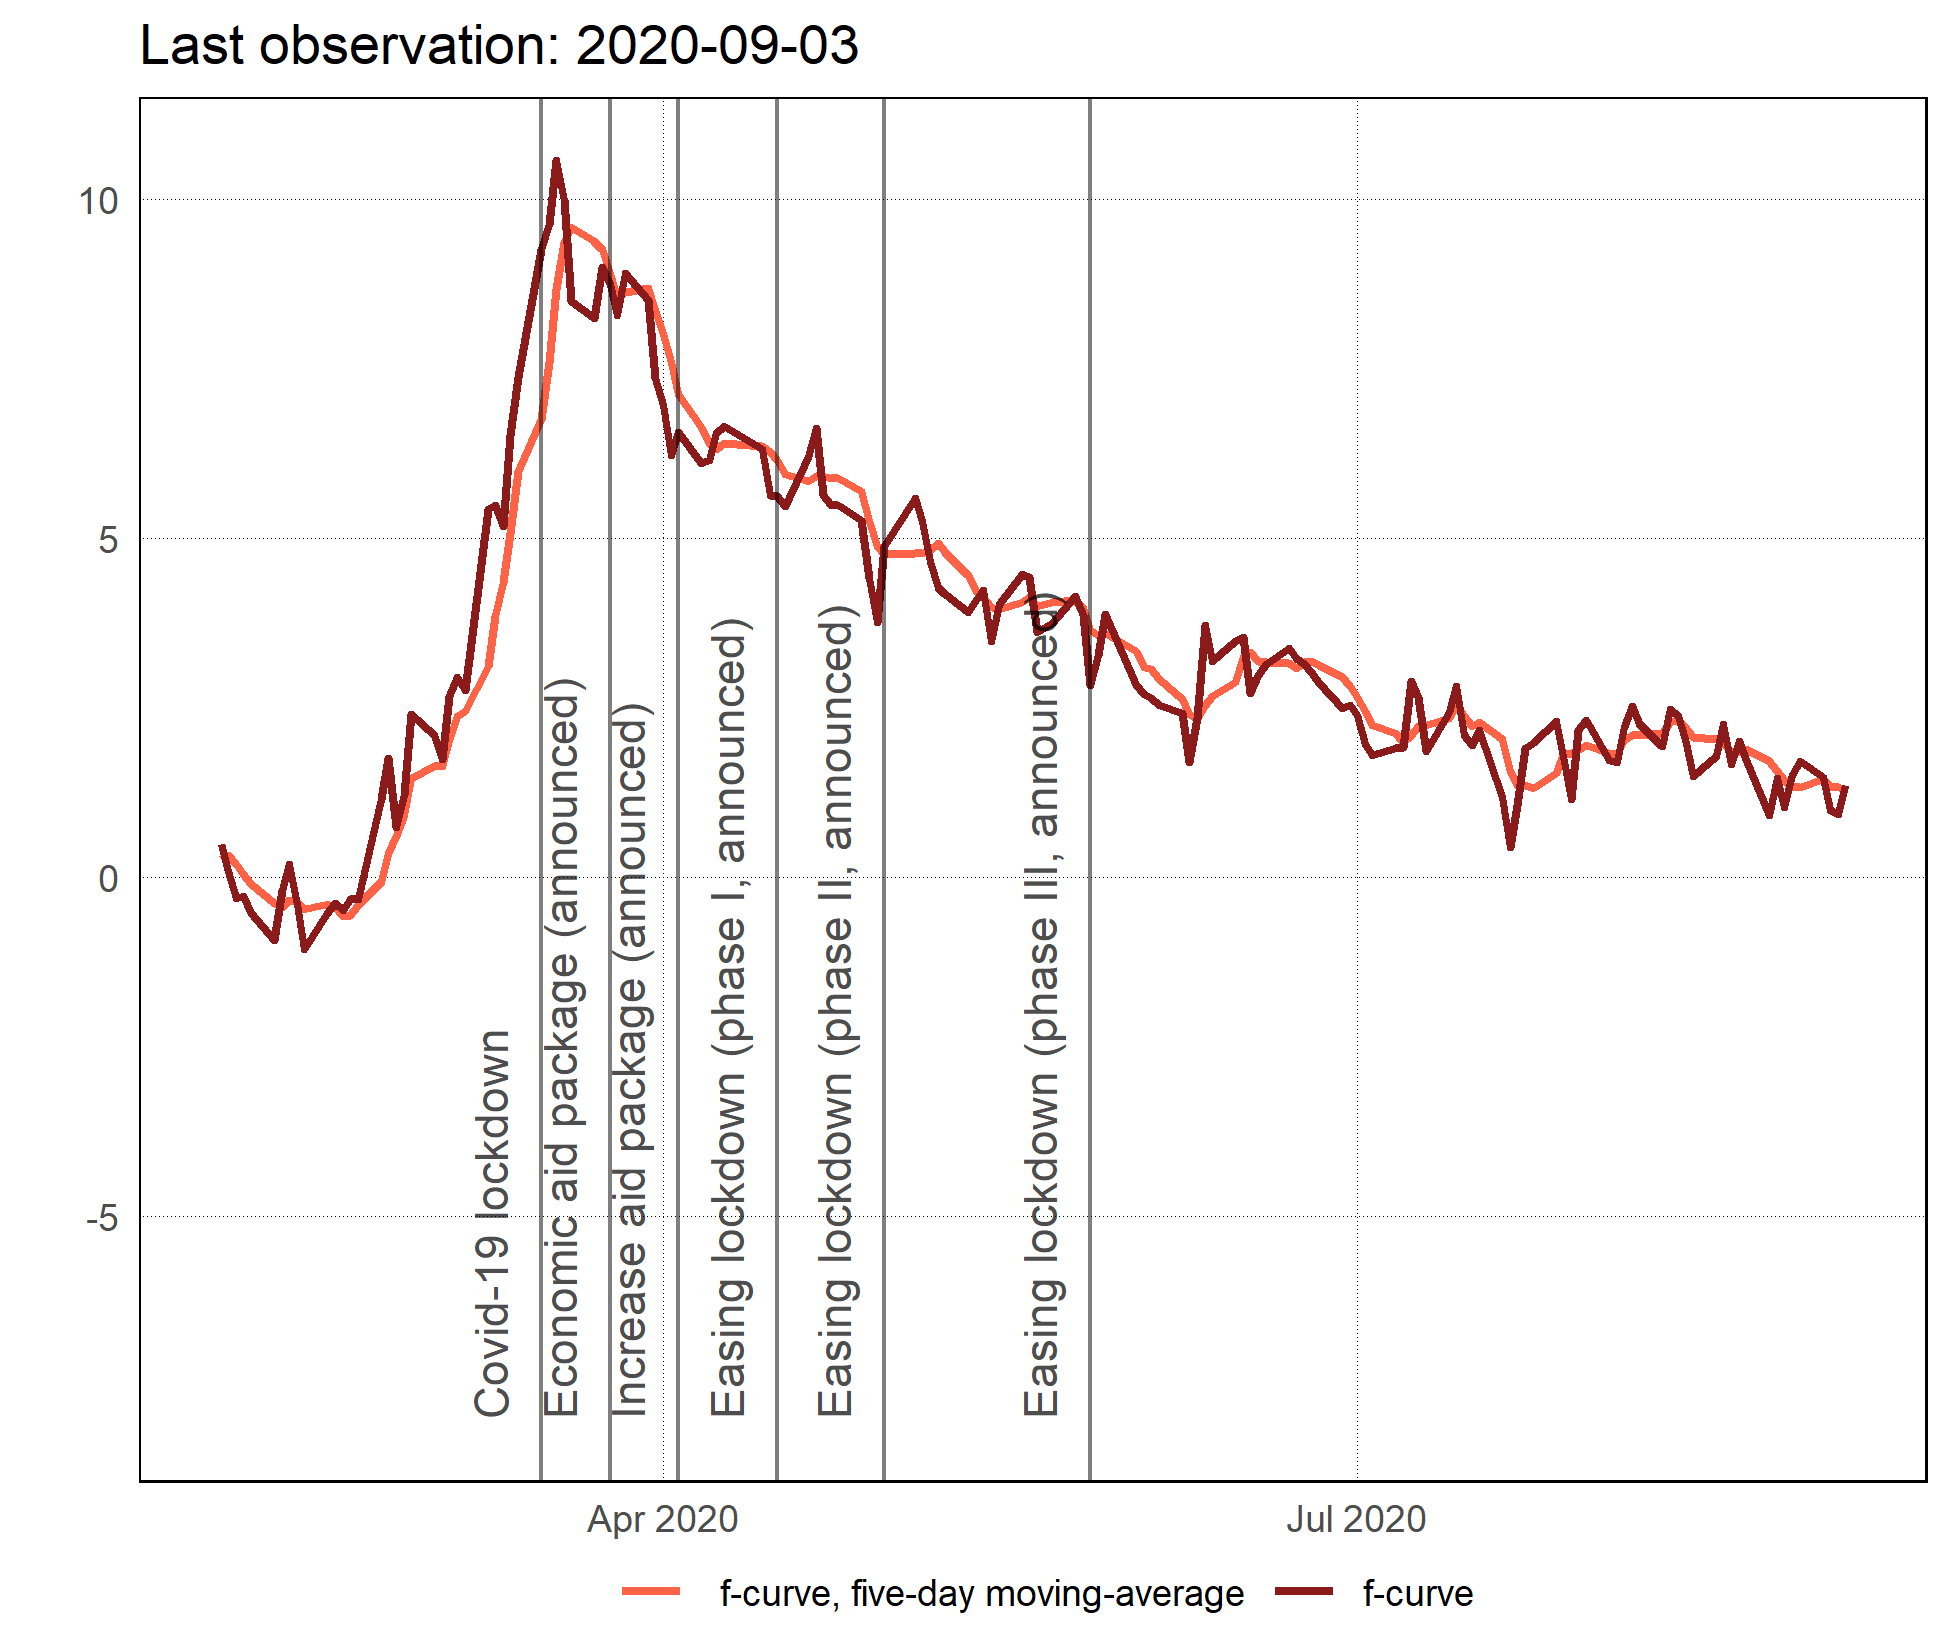 Last observation: 2020-09-03
10
5
0
-5
Covid-19 lockdown
Economic aid package (announced)
Increase aid package (announced)
Easing lockdown (phase I, announced)
Easing lockdown (phase II, announced)
Easing lockdown (phase III, announced)
Apr 2020
Jul 2020
f-curve, five-day moving-average
f-curve